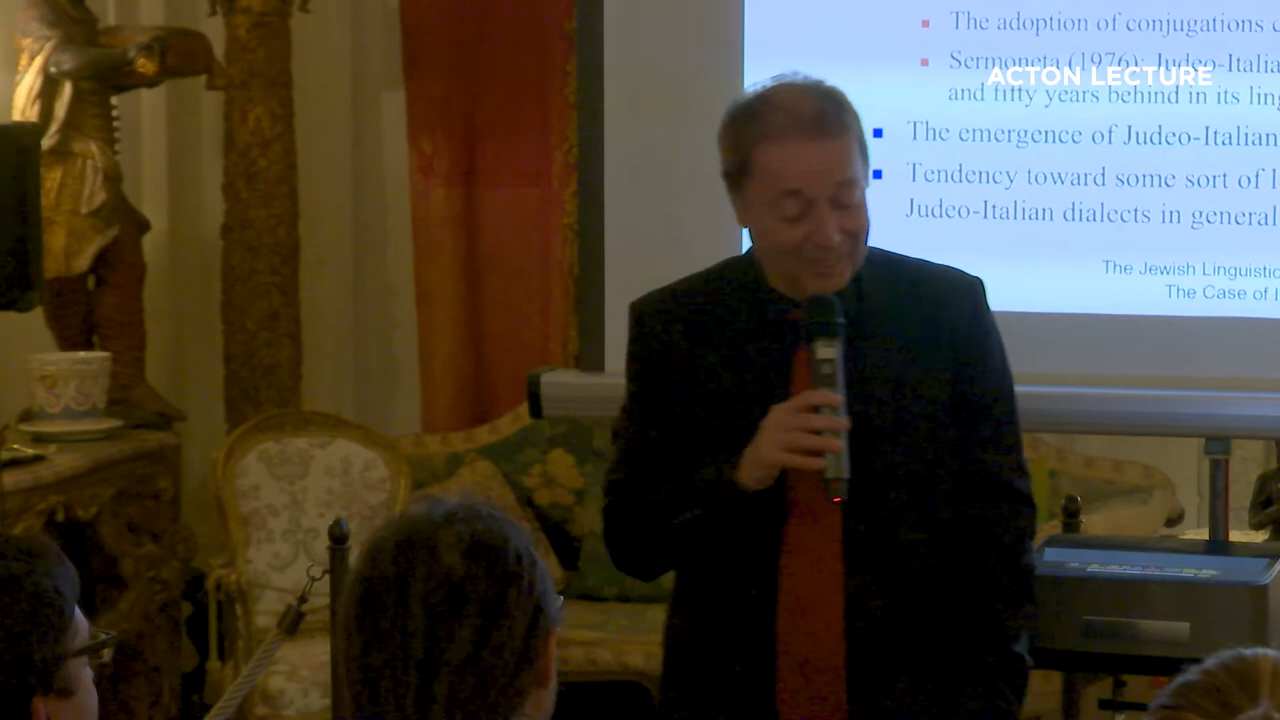 The adoption of conjugations
Sermoneta (1976): Judeo-Italia
ACTON LECTURE
and fifty years behind in its ling
The emergence of Judeo-Italian
Tendency toward some sort of
Judeo-Italian dialects in general
The Jewish Linguistic
The Case of